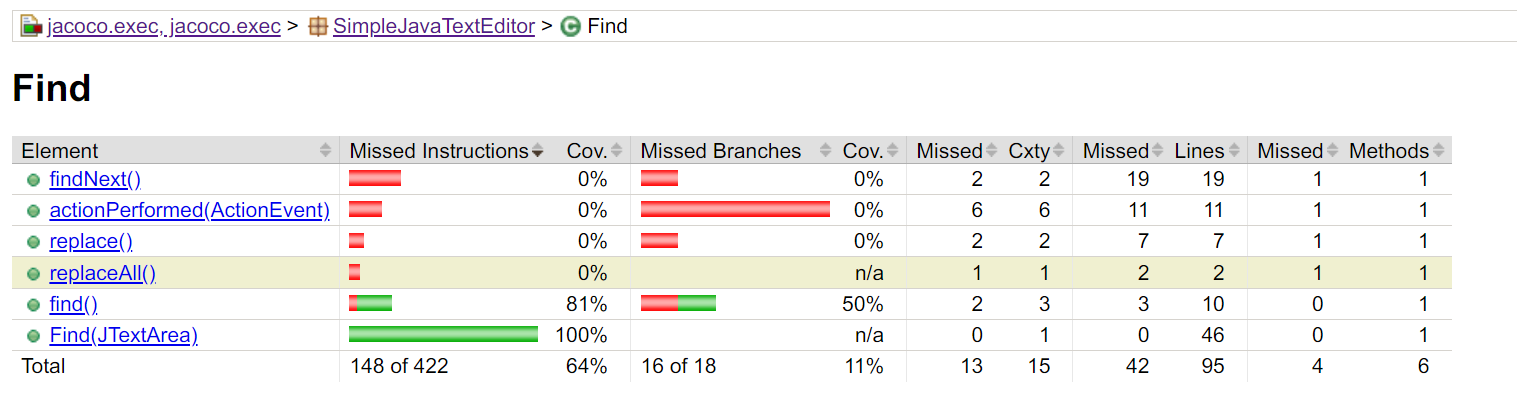 jacoco.exec, jacoco.exec > SimpleJavaTextEditor > Find
Find
Element Missed Instructions Cov. Missed Branches Cov. Missed Cxty Missed Lines Missed Methods
findNext() 0% 0% 2 2 19 19 1 1
actionPerformed(ActionEvent) 0% 0% 6 6 11 11 1 1
replace() 0% 0% 2 2 7 7 1 1
replaceAll() 0% n/a 1 1 2 2 1 1
find() 81% 50% 2 3 3 10 0 1
Find(JTextArea) 100% n/a 0 1 0 46 0 1
Total 148 of 422 64% 16 of 18 11% 13 15 42 95 4 6